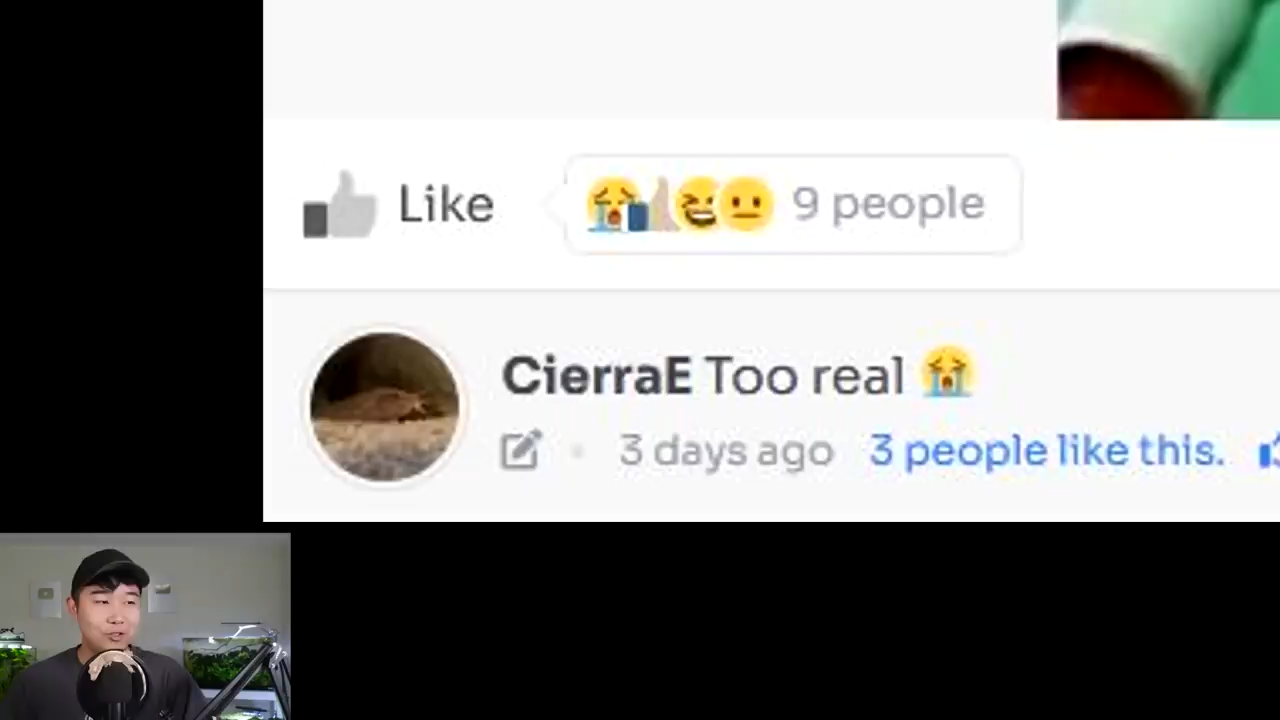 Like 9 people
CierraE Too real 😭
3 days ago 3 people like this.